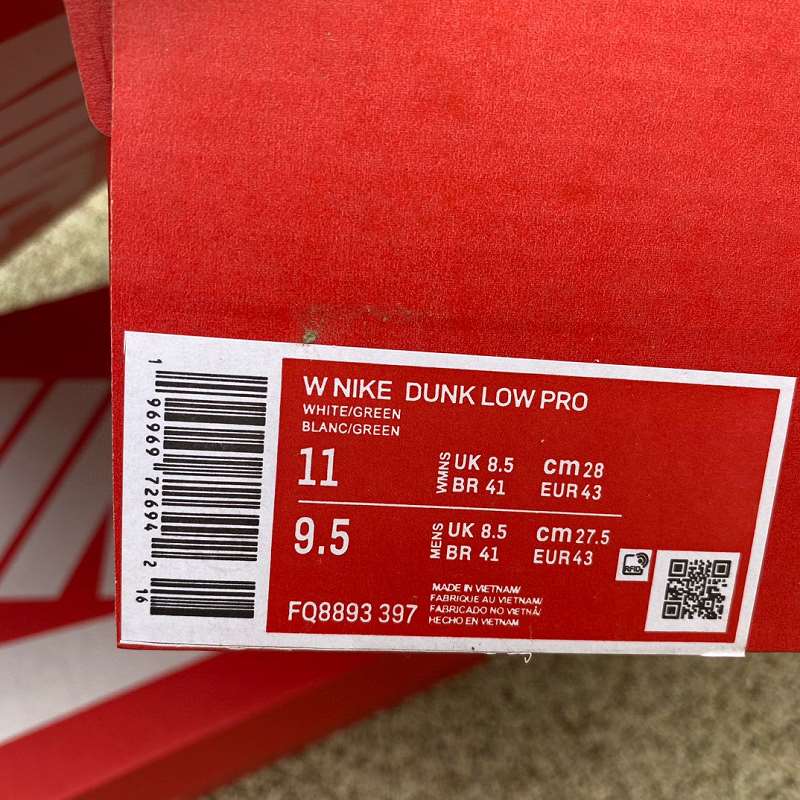 W NIKE DUNK LOW PRO
WHITE/GREEN
BLANC/GREEN
11 WMNS UK 8.5 cm 28
BR 41 EUR 43
9.5 MENS UK 8.5 cm 27.5
BR 41 EUR 43
RFID
FQ8893 397
MADE IN VIETNAM/
FABRIQUE AU VIETNAM/
FABRICADO NO VIETNÃ/
HECHO EN VIETNAM
1 96969 72694 2 16